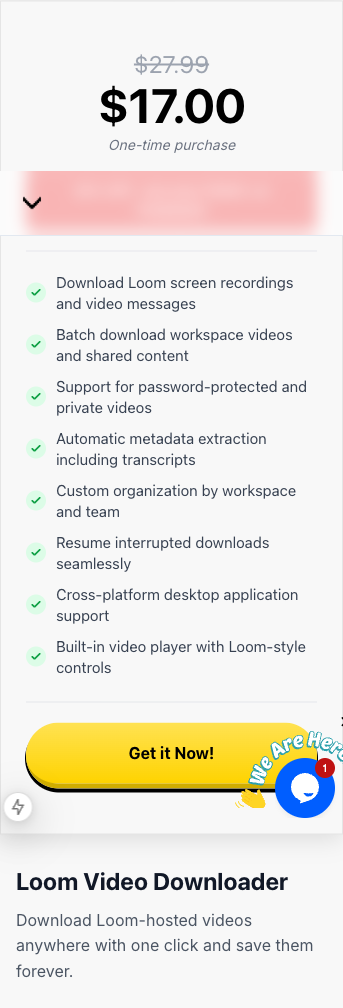 $27.99
$17.00
One-time purchase
Download Loom screen recordings
and video messages
Batch download workspace videos
and shared content
Support for password-protected and
private videos
Automatic metadata extraction
including transcripts
Custom organization by workspace
and team
Resume interrupted downloads
seamlessly
Cross-platform desktop application
support
Built-in video player with Loom-style
controls
Get it Now!
We Are Here
1
Loom Video Downloader
Download Loom-hosted videos
anywhere with one click and save them
forever.